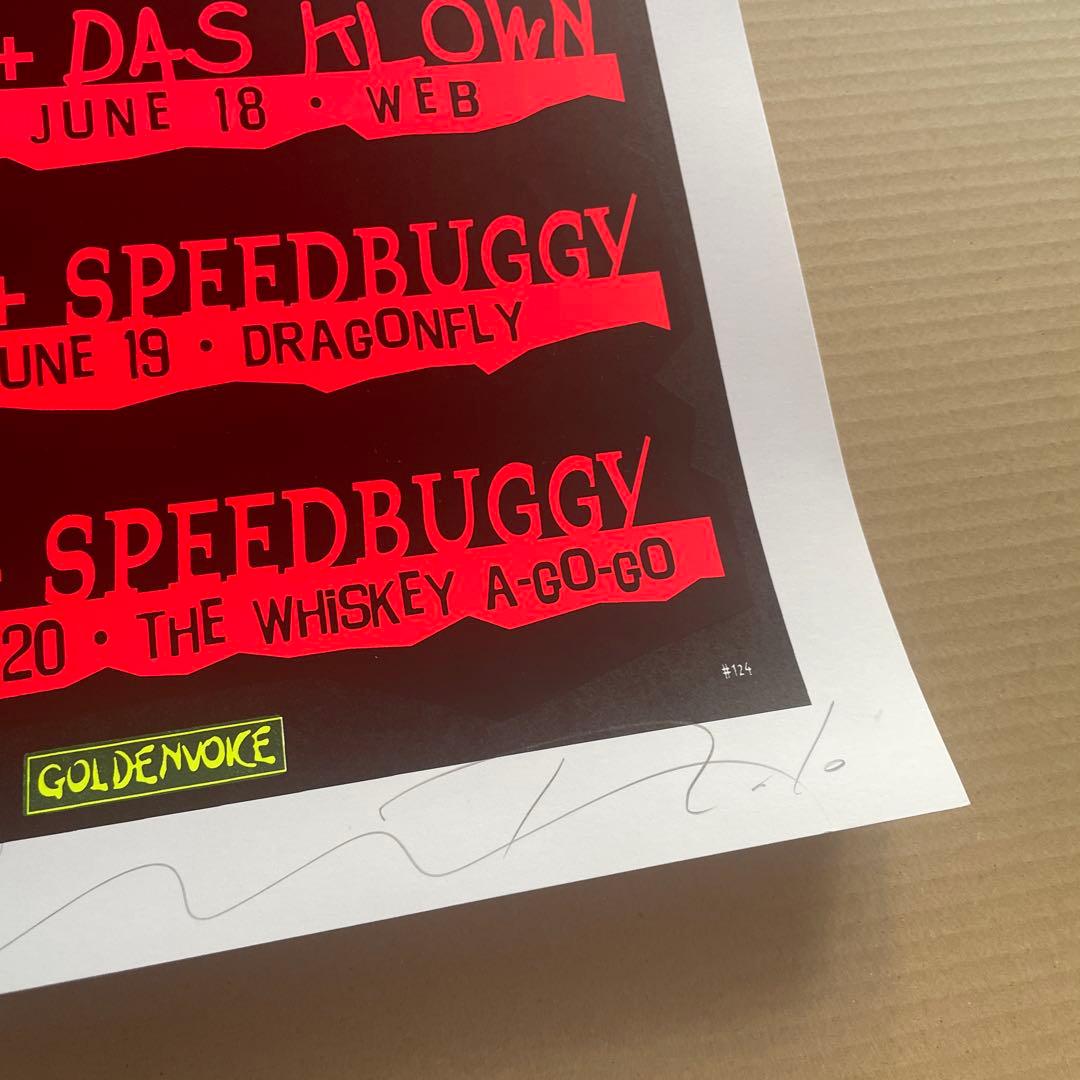 + DAS KLOWN
JUNE 18 • WEB
+ SPEEDBUGGY
UNE 19 • DRAGONFLY
SPEEDBUGGY
20 • THE WHiSKEY A-GO-GO
#124
GOLDENVOICE